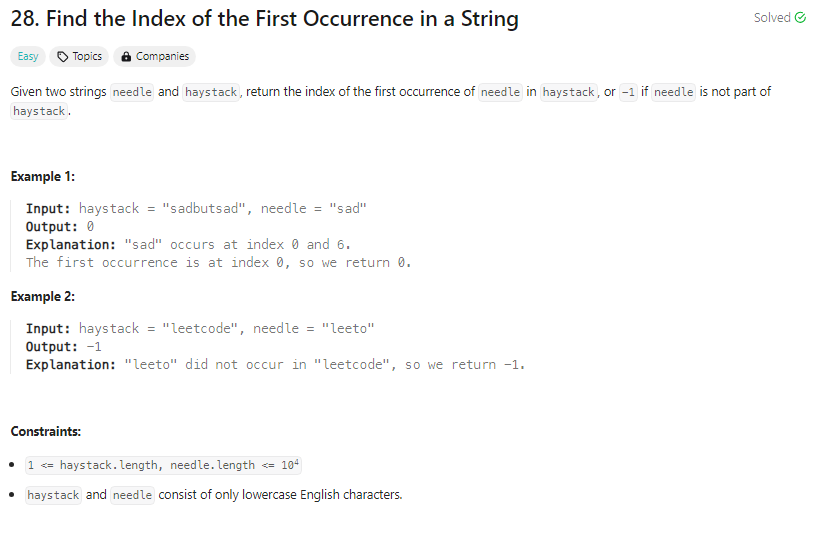 28. Find the Index of the First Occurrence in a String
Solved
Easy
Topics
Companies
Given two strings needle and haystack, return the index of the first occurrence of needle in haystack, or -1 if needle is not part of
haystack.
Example 1:
Input: haystack = "sadbutsad", needle = "sad"
Output: 0
Explanation: "sad" occurs at index 0 and 6.
The first occurrence is at index 0, so we return 0.
Example 2:
Input: haystack = "leetcode", needle = "leeto"
Output: -1
Explanation: "leeto" did not occur in "leetcode", so we return -1.
Constraints:
• 1 <= haystack.length, needle.length <= 10⁴
• haystack and needle consist of only lowercase English characters.